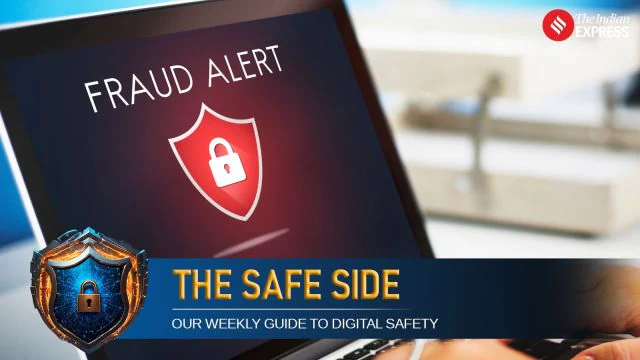 The Indian
EXPRESS
FRAUD ALERT
THE SAFE SIDE
OUR WEEKLY GUIDE TO DIGITAL SAFETY